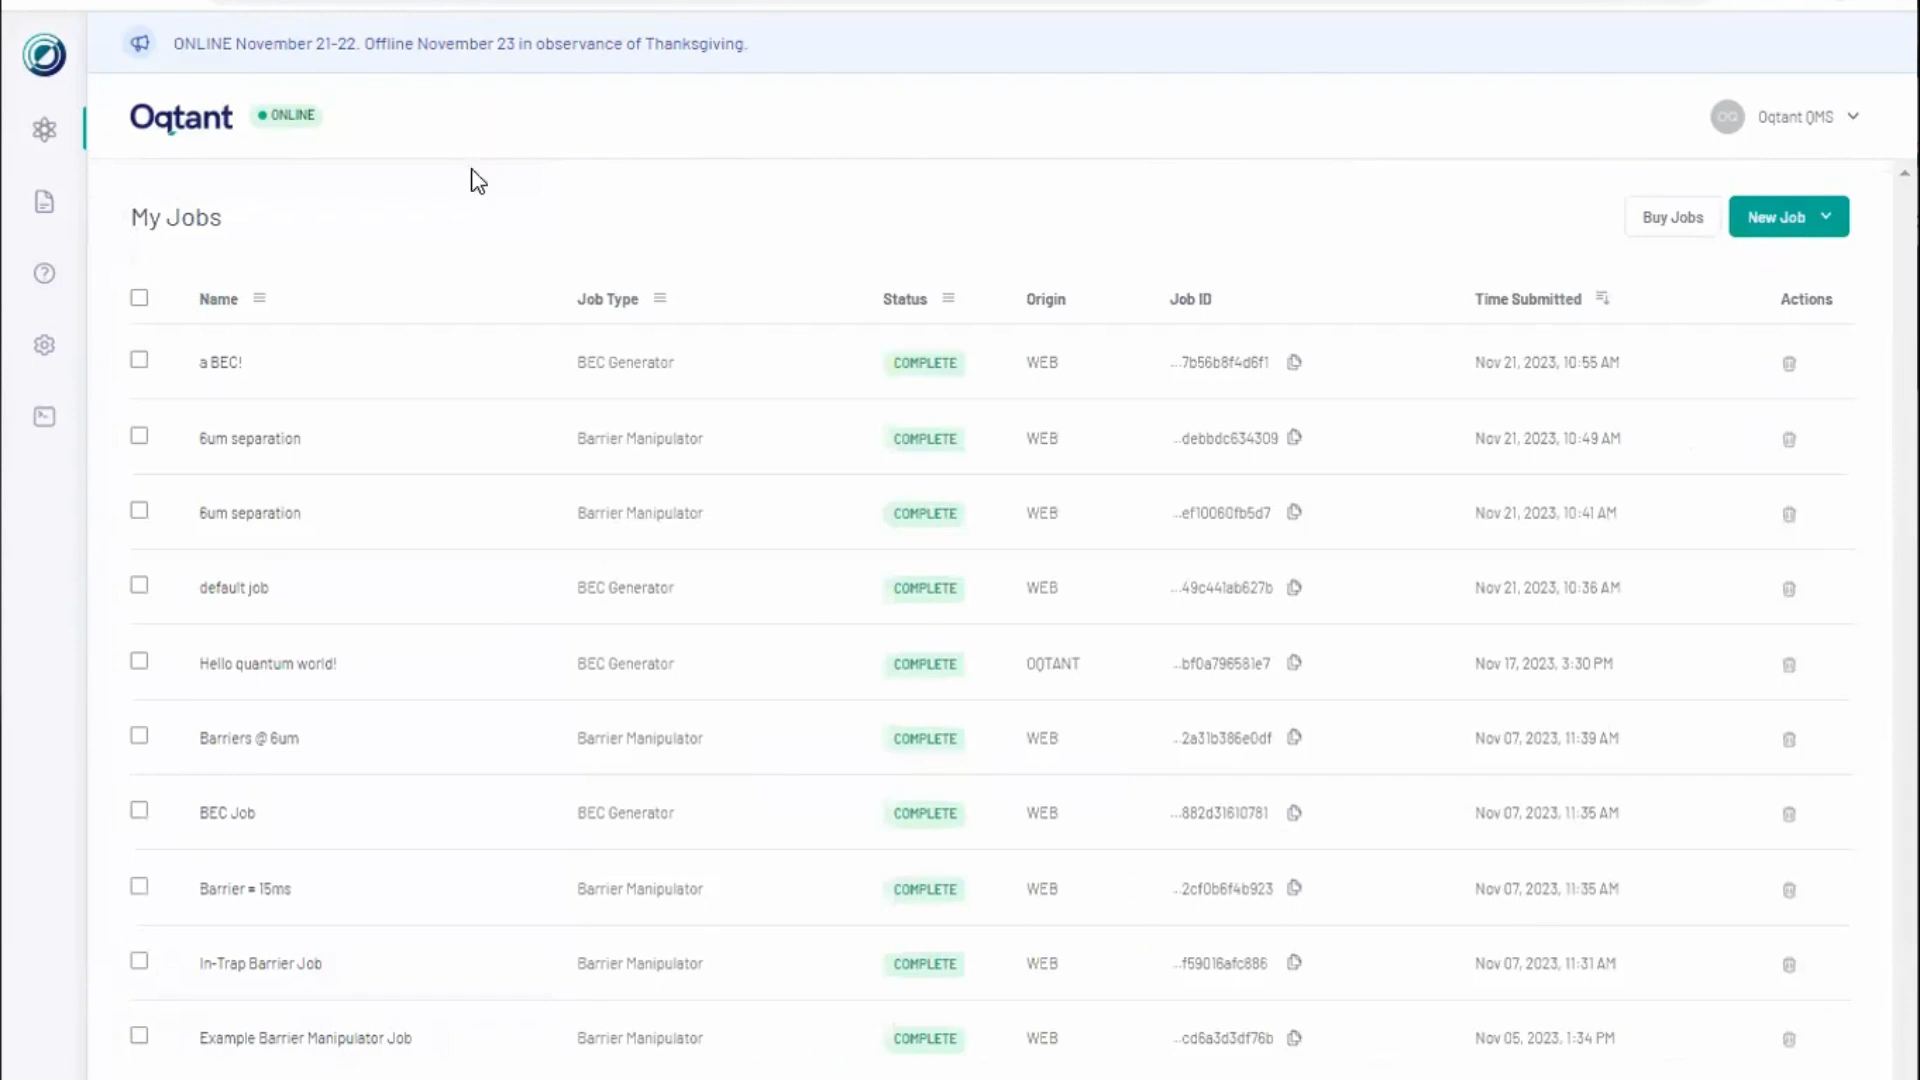 ONLINE November 21-22. Offline November 23 in observance of Thanksgiving.
Oqtant ONLINE OQ Oqtant QMS
My Jobs Buy Jobs New Job
Name Job Type Status Origin Job ID Time Submitted Actions
a BEC! BEC Generator COMPLETE WEB ...7b56b8f4d6f1 Nov 21, 2023, 10:55 AM
6um separation Barrier Manipulator COMPLETE WEB ...debbdc634309 Nov 21, 2023, 10:49 AM
6um separation Barrier Manipulator COMPLETE WEB ...ef10060fb5d7 Nov 21, 2023, 10:41 AM
default job BEC Generator COMPLETE WEB ...49c441ab627b Nov 21, 2023, 10:36 AM
Hello quantum world! BEC Generator COMPLETE OQTANT ...bf0a796581e7 Nov 17, 2023, 3:30 PM
Barriers @ 6um Barrier Manipulator COMPLETE WEB ...2a31b386e0df Nov 07, 2023, 11:39 AM
BEC Job BEC Generator COMPLETE WEB ...882d31610781 Nov 07, 2023, 11:35 AM
Barrier = 15ms Barrier Manipulator COMPLETE WEB ...2cf0b6f4b923 Nov 07, 2023, 11:35 AM
In-Trap Barrier Job Barrier Manipulator COMPLETE WEB ...f59016afc886 Nov 07, 2023, 11:31 AM
Example Barrier Manipulator Job Barrier Manipulator COMPLETE WEB ...cd6a3d3df76b Nov 05, 2023, 1:34 PM